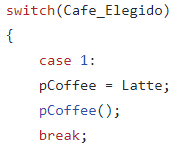 switch(Cafe_Elegido)
{
case 1:
pCoffee = Latte;
pCoffee();
break;